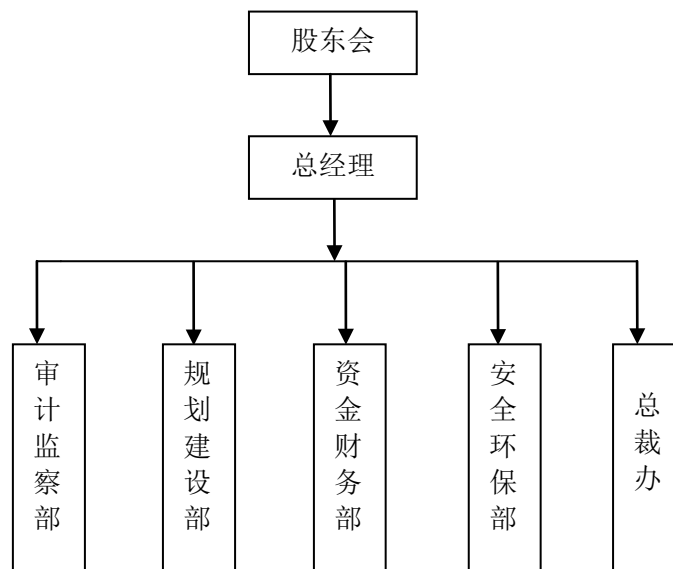 股东会
总经理
审计监察部
规划建设部
资金财务部
安全环保部
总裁办